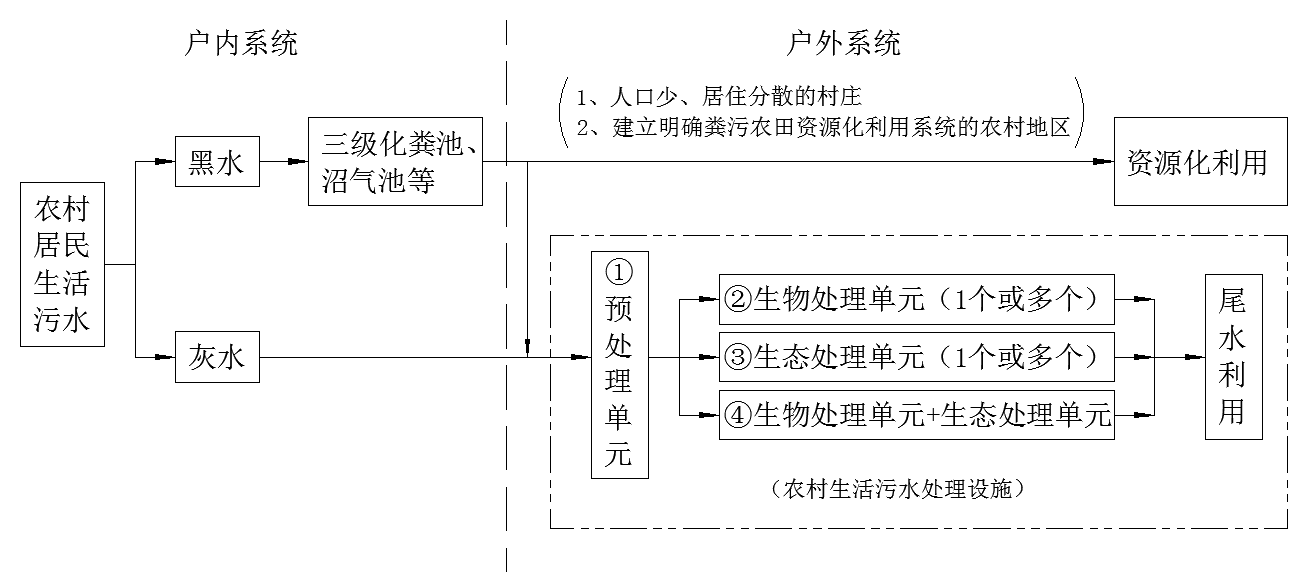 户内系统
户外系统
1、人口少、居住分散的村庄
2、建立明确粪污农田资源化利用系统的农村地区
农村
居民
生活
污水
黑水
三级化粪池、
沼气池等
资源化利用
灰水
①
预
处
理
单
元
②生物处理单元（1个或多个）
③生态处理单元（1个或多个）
④生物处理单元+生态处理单元
尾
水
利
用
（农村生活污水处理设施）